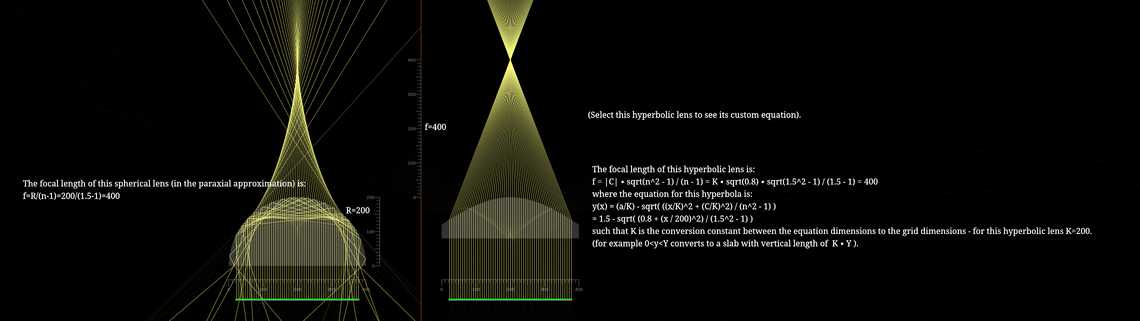 The focal length of this spherical lens (in the paraxial approximation) is:
f=R/(n-1)=200/(1.5-1)=400
R=200
f=400
(Select this hyperbolic lens to see its custom equation).
The focal length of this hyperbolic lens is:
f = |C| • sqrt(n^2 - 1) / (n - 1) = K • sqrt(0.8) • sqrt(1.5^2 - 1) / (1.5 - 1) = 400
where the equation for this hyperbola is:
y(x) = (a/K) - sqrt( ((x/K)^2 + (C/K)^2) / (n^2 - 1) )
= 1.5 - sqrt( (0.8 + (x / 200)^2) / (1.5^2 - 1) )
such that K is the conversion constant between the equation dimensions to the grid dimensions - for this hyperbolic lens K=200.
(for example 0<y<Y converts to a slab with vertical length of K • Y ).